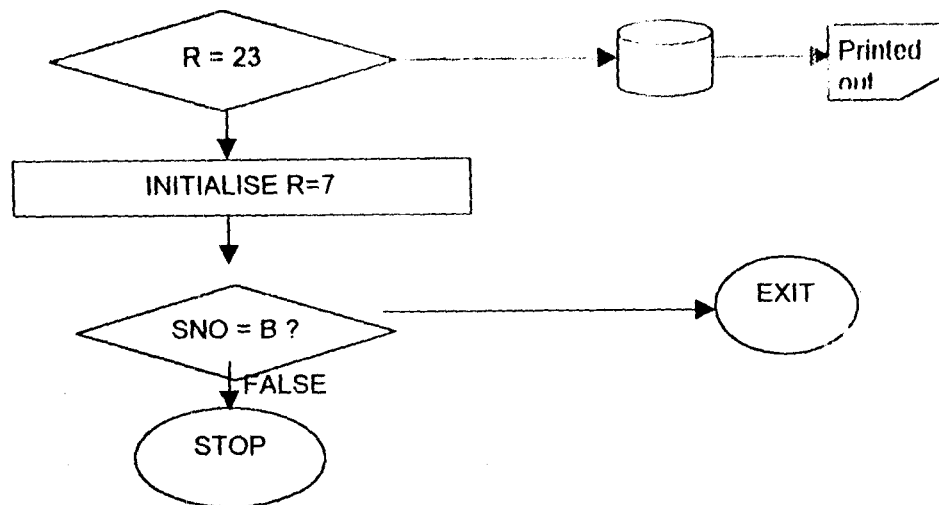 R = 23
Printed
out
INITIALISE R=7
SNO = B ?
EXIT
FALSE
STOP